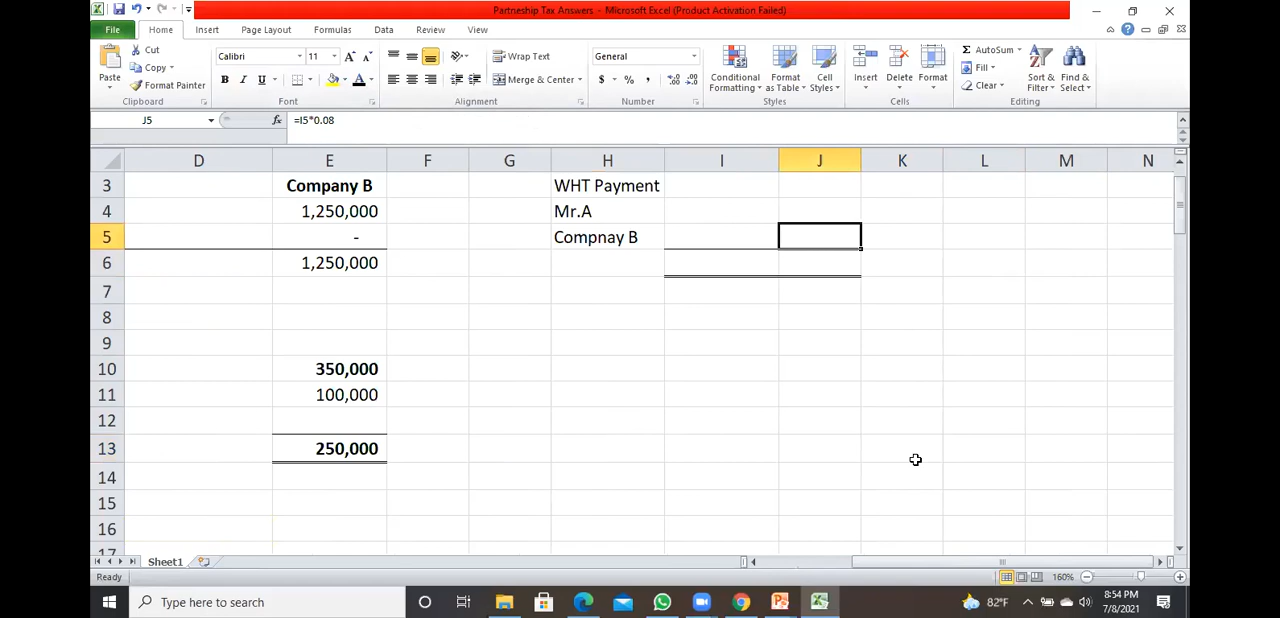 Partneship Tax Answers - Microsoft Excel (Product Activation Failed)
File Home Insert Page Layout Formulas Data Review View
Paste Cut Copy Format Painter
Calibri 11
B I U
Wrap Text
Merge & Center
General
$ % ,
Conditional Formatting
Format as Table
Cell Styles
Insert Delete Format
Σ AutoSum
Fill
Clear
Sort & Filter
Find & Select
Clipboard Font Alignment Number Styles Cells Editing
J5 fx =I5*0.08
D E F G H I J K L M N
3 Company B WHT Payment
4 1,250,000 Mr.A
5 - Compnay B
6 1,250,000
7
8
9
10 350,000
11 100,000
12
13 250,000
14
15
16
17
Sheet1
Ready 160%
Type here to search 82°F 8:54 PM
7/8/2021